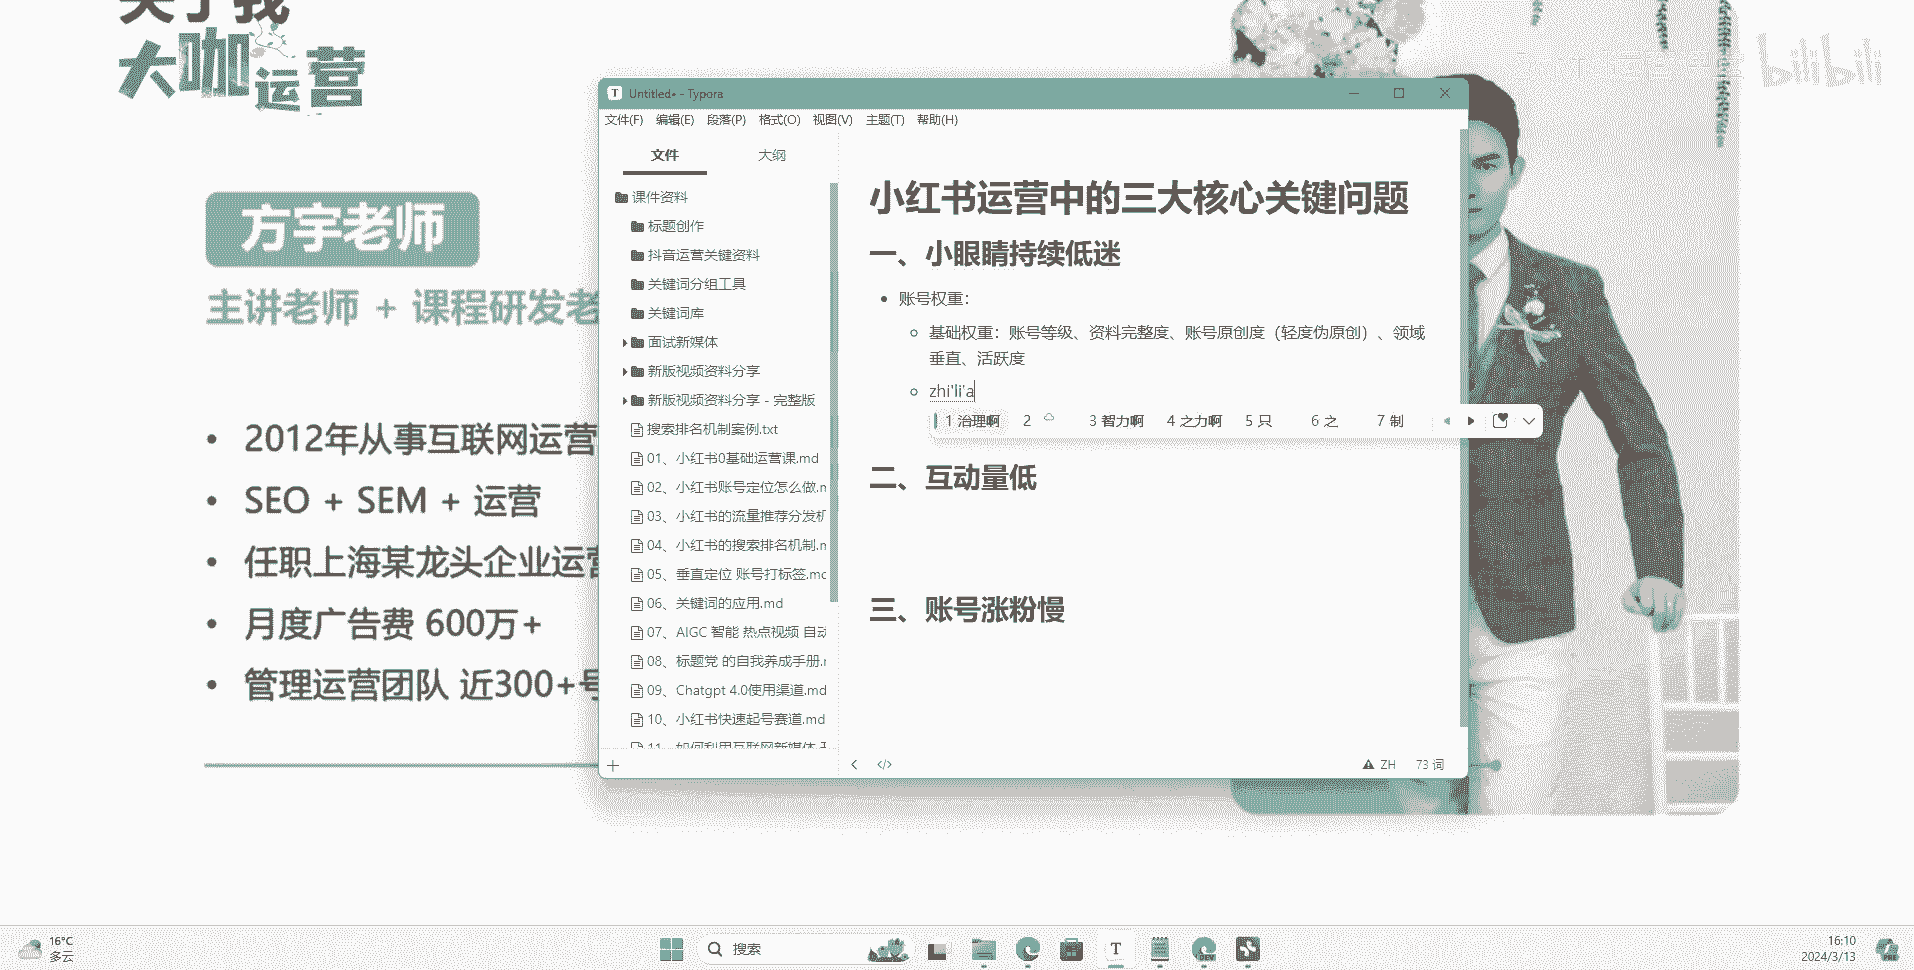 关于我
大咖运营
方宇老师
主讲老师 + 课程研发老
2012年从事互联网运营
SEO + SEM + 运营
任职上海某龙头企业运营
月度广告费 600万+
管理运营团队 近300+号
bilibili
Untitled• - Typora
文件(F) 编辑(E) 段落(P) 格式(O) 视图(V) 主题(T) 帮助(H)
文件 大纲
课件资料
标题创作
抖音运营关键资料
关键词分组工具
关键词库
面试新媒体
新版视频资料分享
新版视频资料分享 - 完整版
搜索排名机制案例.txt
01、小红书0基础运营课.md
02、小红书账号定位怎么做.m
03、小红书的流量推荐分发机
04、小红书的搜索排名机制.m
05、垂直定位 账号打标签.md
06、关键词的应用.md
07、AIGC 智能 热点视频 自动
08、标题党 的自我养成手册.m
09、Chatgpt 4.0使用渠道.md
10、小红书快速起号赛道.md
11、如何利用互联网新媒体
小红书运营中的三大核心关键问题
一、小眼睛持续低迷
账号权重：
基础权重：账号等级、资料完整度、账号原创度（轻度伪原创）、领域
垂直、活跃度
zhi'li'a
1 治理啊 2 3 智力啊 4 之力啊 5 只 6 之 7 制
二、互动量低
三、账号涨粉慢
ZH 73 词
16°C
多云
搜索
DEV
16:10
2024/3/13
PRE